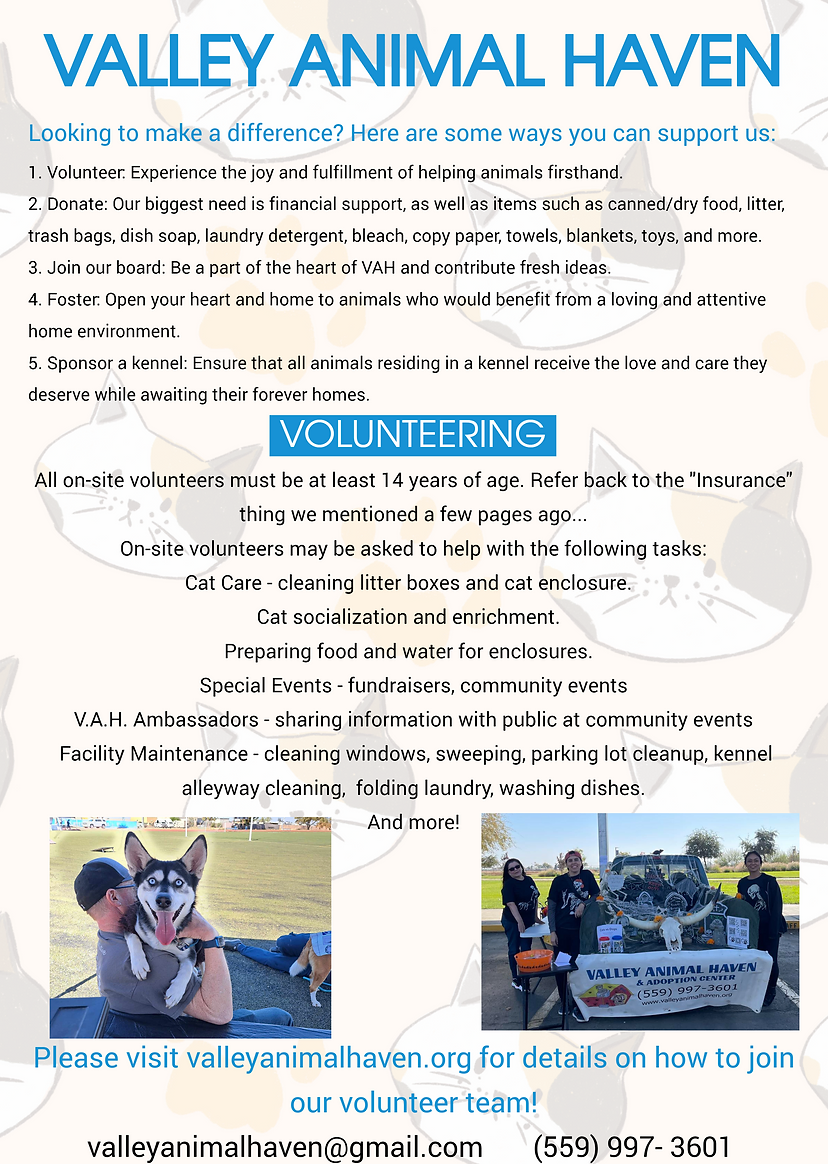 VALLEY ANIMAL HAVEN
Looking to make a difference? Here are some ways you can support us:
1. Volunteer: Experience the joy and fulfillment of helping animals firsthand.
2. Donate: Our biggest need is financial support, as well as items such as canned/dry food, litter,
trash bags, dish soap, laundry detergent, bleach, copy paper, towels, blankets, toys, and more.
3. Join our board: Be a part of the heart of VAH and contribute fresh ideas.
4. Foster: Open your heart and home to animals who would benefit from a loving and attentive
home environment.
5. Sponsor a kennel: Ensure that all animals residing in a kennel receive the love and care they
deserve while awaiting their forever homes.
VOLUNTEERING
All on-site volunteers must be at least 14 years of age. Refer back to the "Insurance"
thing we mentioned a few pages ago...
On-site volunteers may be asked to help with the following tasks:
Cat Care - cleaning litter boxes and cat enclosure.
Cat socialization and enrichment.
Preparing food and water for enclosures.
Special Events - fundraisers, community events
V.A.H. Ambassadors - sharing information with public at community events
Facility Maintenance - cleaning windows, sweeping, parking lot cleanup, kennel
alleyway cleaning, folding laundry, washing dishes.
And more!
VALLEY ANIMAL HAVEN
& ADOPTION CENTER
(559) 997-3601
www.valleyanimalhaven.org
Please visit valleyanimalhaven.org for details on how to join
our volunteer team!
valleyanimalhaven@gmail.com (559) 997- 3601